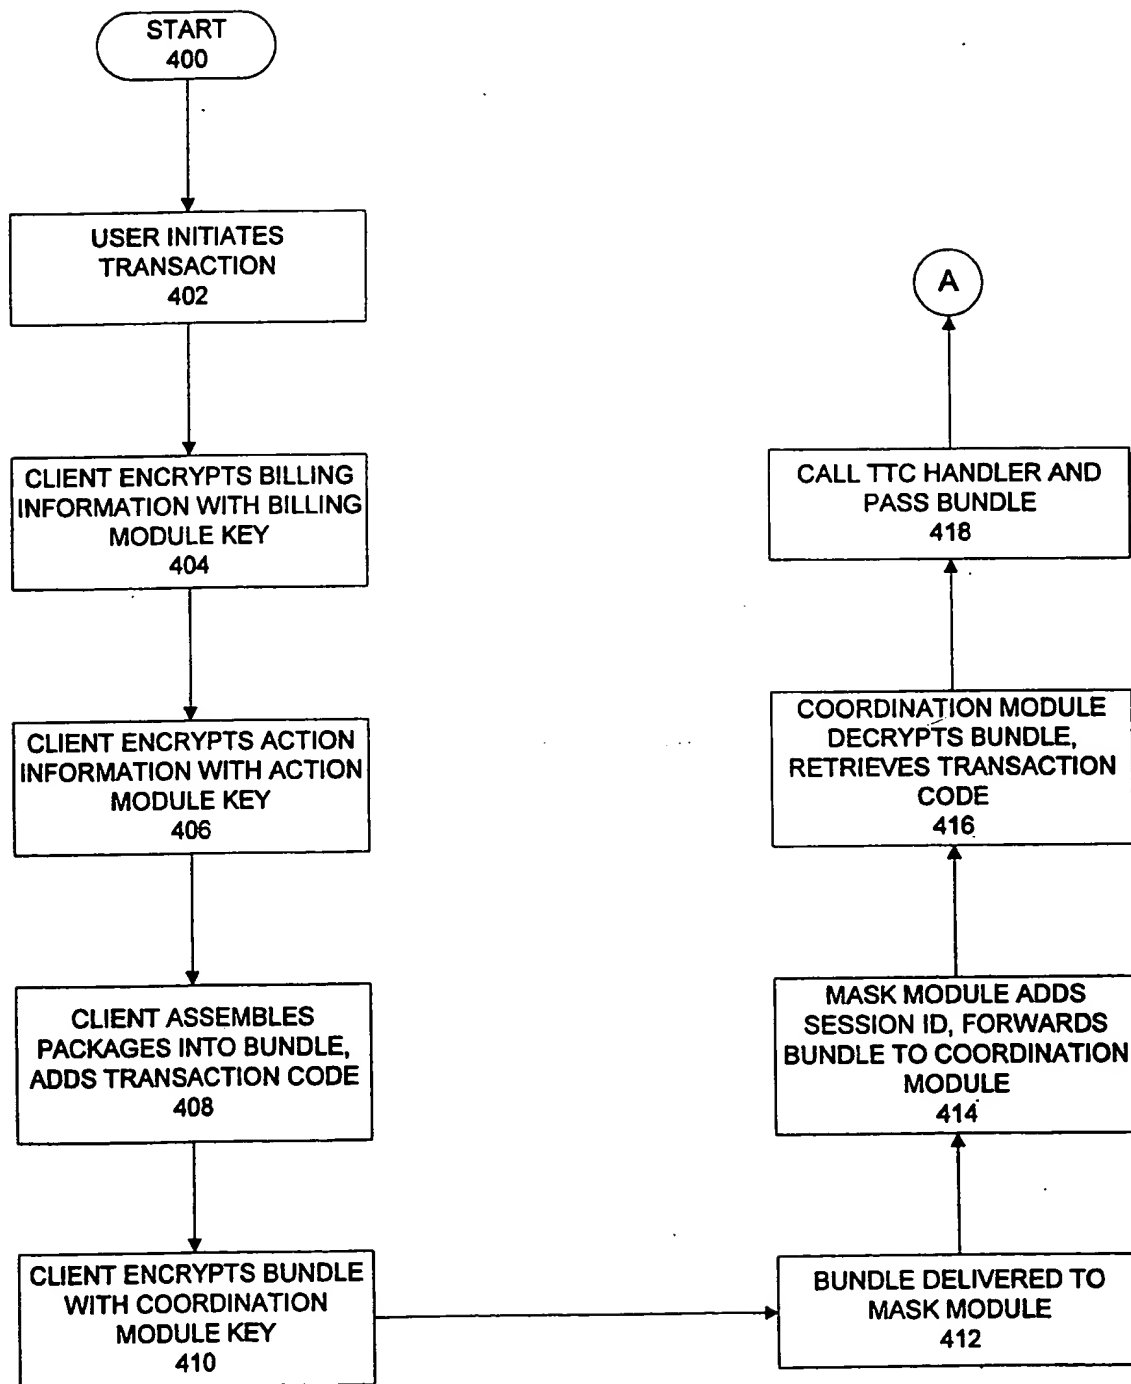 START
400
USER INITIATES
TRANSACTION
402
CLIENT ENCRYPTS BILLING
INFORMATION WITH BILLING
MODULE KEY
404
CLIENT ENCRYPTS ACTION
INFORMATION WITH ACTION
MODULE KEY
406
CLIENT ASSEMBLES
PACKAGES INTO BUNDLE,
ADDS TRANSACTION CODE
408
CLIENT ENCRYPTS BUNDLE
WITH COORDINATION
MODULE KEY
410
BUNDLE DELIVERED TO
MASK MODULE
412
MASK MODULE ADDS
SESSION ID, FORWARDS
BUNDLE TO COORDINATION
MODULE
414
COORDINATION MODULE
DECRYPTS BUNDLE,
RETRIEVES TRANSACTION
CODE
416
CALL TTC HANDLER AND
PASS BUNDLE
418
A